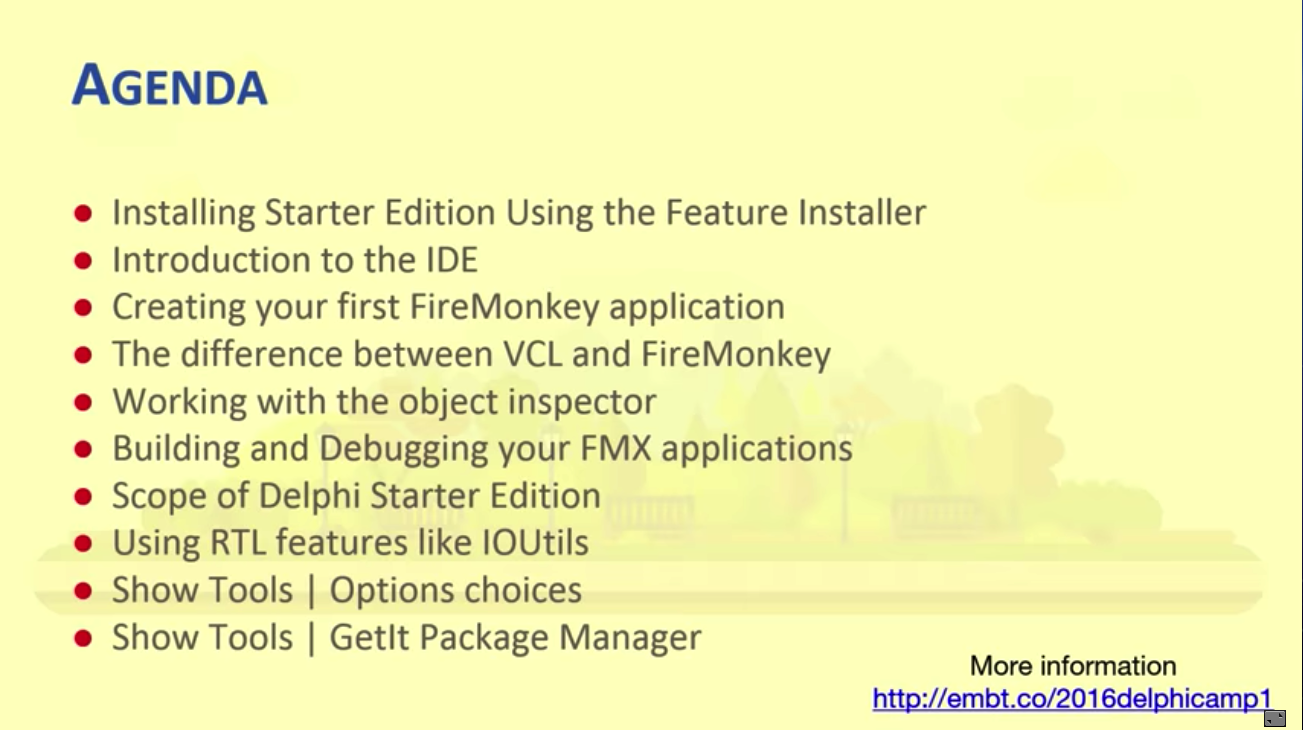 AGENDA
● Installing Starter Edition Using the Feature Installer
● Introduction to the IDE
● Creating your first FireMonkey application
● The difference between VCL and FireMonkey
● Working with the object inspector
● Building and Debugging your FMX applications
● Scope of Delphi Starter Edition
● Using RTL features like IOUtils
● Show Tools | Options choices
● Show Tools | GetIt Package Manager
More information
http://embt.co/2016delphicamp1